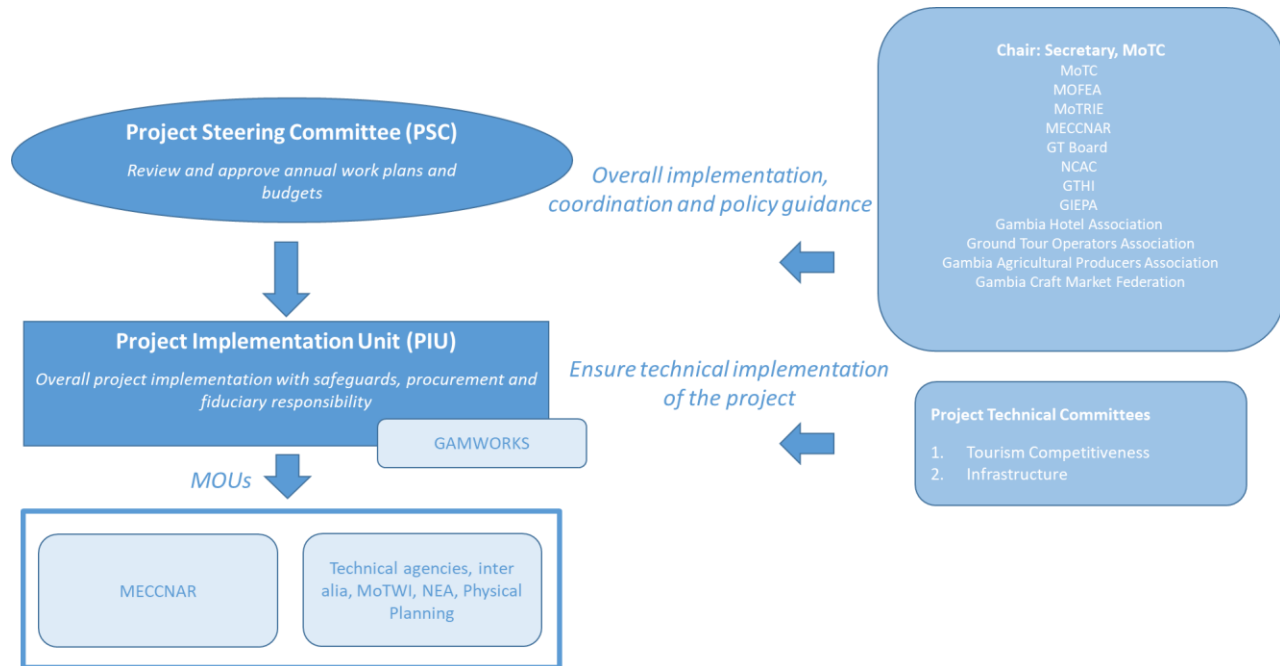 Project Steering Committee (PSC)
Review and approve annual work plans and
budgets
Overall implementation,
coordination and policy guidance
Chair: Secretary, MoTC
MoTC
MOFEA
MoTRIE
MECCNAR
GT Board
NCAC
GTHI
GIEPA
Gambia Hotel Association
Ground Tour Operators Association
Gambia Agricultural Producers Association
Gambia Craft Market Federation
Project Implementation Unit (PIU)
Overall project implementation with safeguards, procurement and
fiduciary responsibility
GAMWORKS
Ensure technical implementation
of the project
Project Technical Committees
1. Tourism Competitiveness
2. Infrastructure
MOUs
MECCNAR
Technical agencies, inter
alia, MoTWI, NEA, Physical
Planning